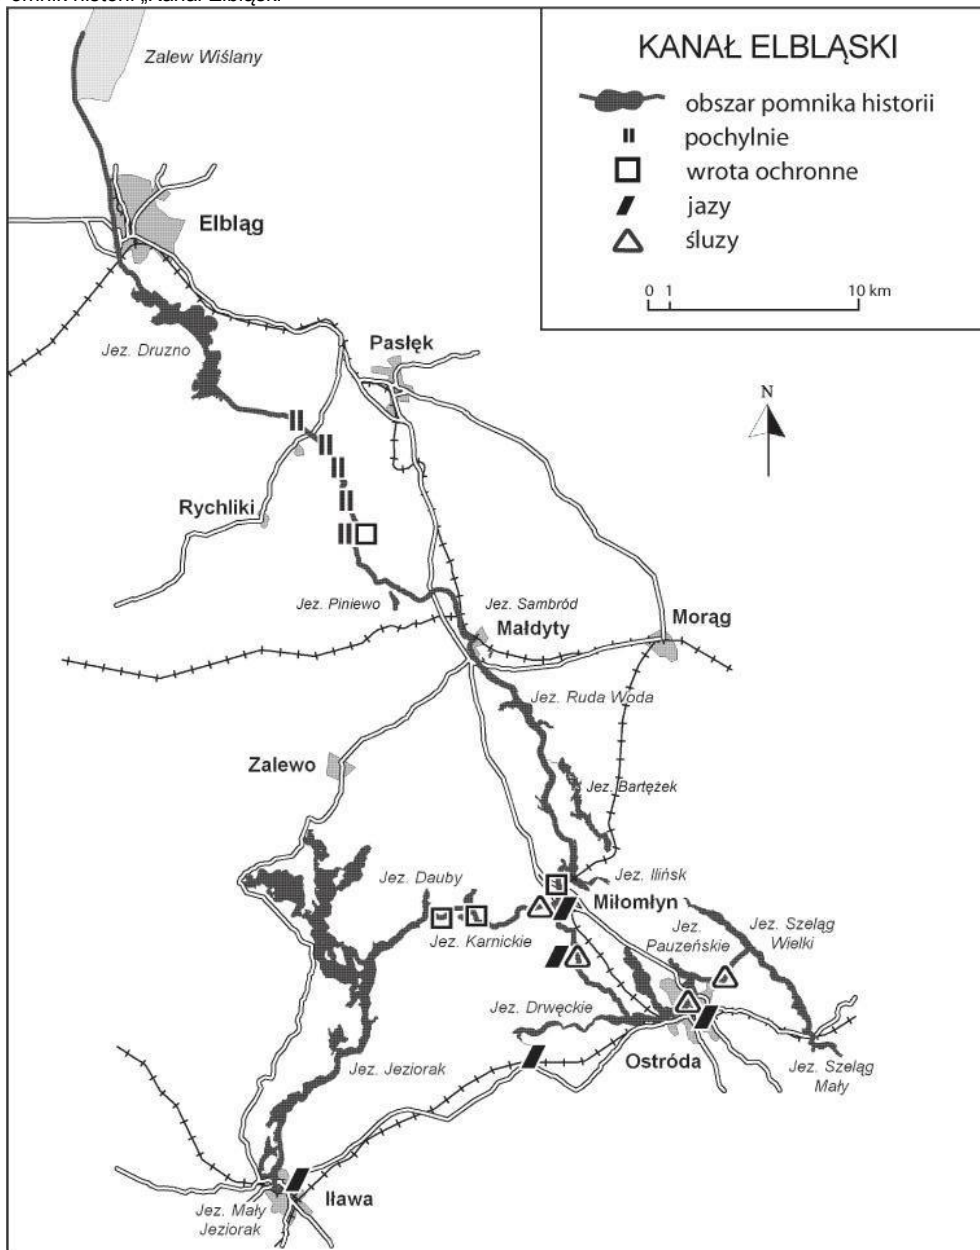 omnik historii „Kanał Elbląski”
Zalew Wiślany
KANAŁ ELBLĄSKI
obszar pomnika historii
pochylnie
wrota ochronne
jazy
śluzy
0 1 10 km
Elbląg
Jez. Druzno
Pasłęk
N
Rychliki
Jez. Piniewo
Jez. Sambród
Małdyty
Morąg
Jez. Ruda Woda
Zalewo
Jez. Bartężek
Jez. Dauby
Jez. Ilińsk
Miłomłyn
Jez. Karnickie
Jez.
Pauzeńskie
Jez. Szeląg
Wielki
Jez. Drwęckie
Ostróda
Jez. Szeląg
Mały
Jez. Jeziorak
Iława
Jez. Mały
Jeziorak